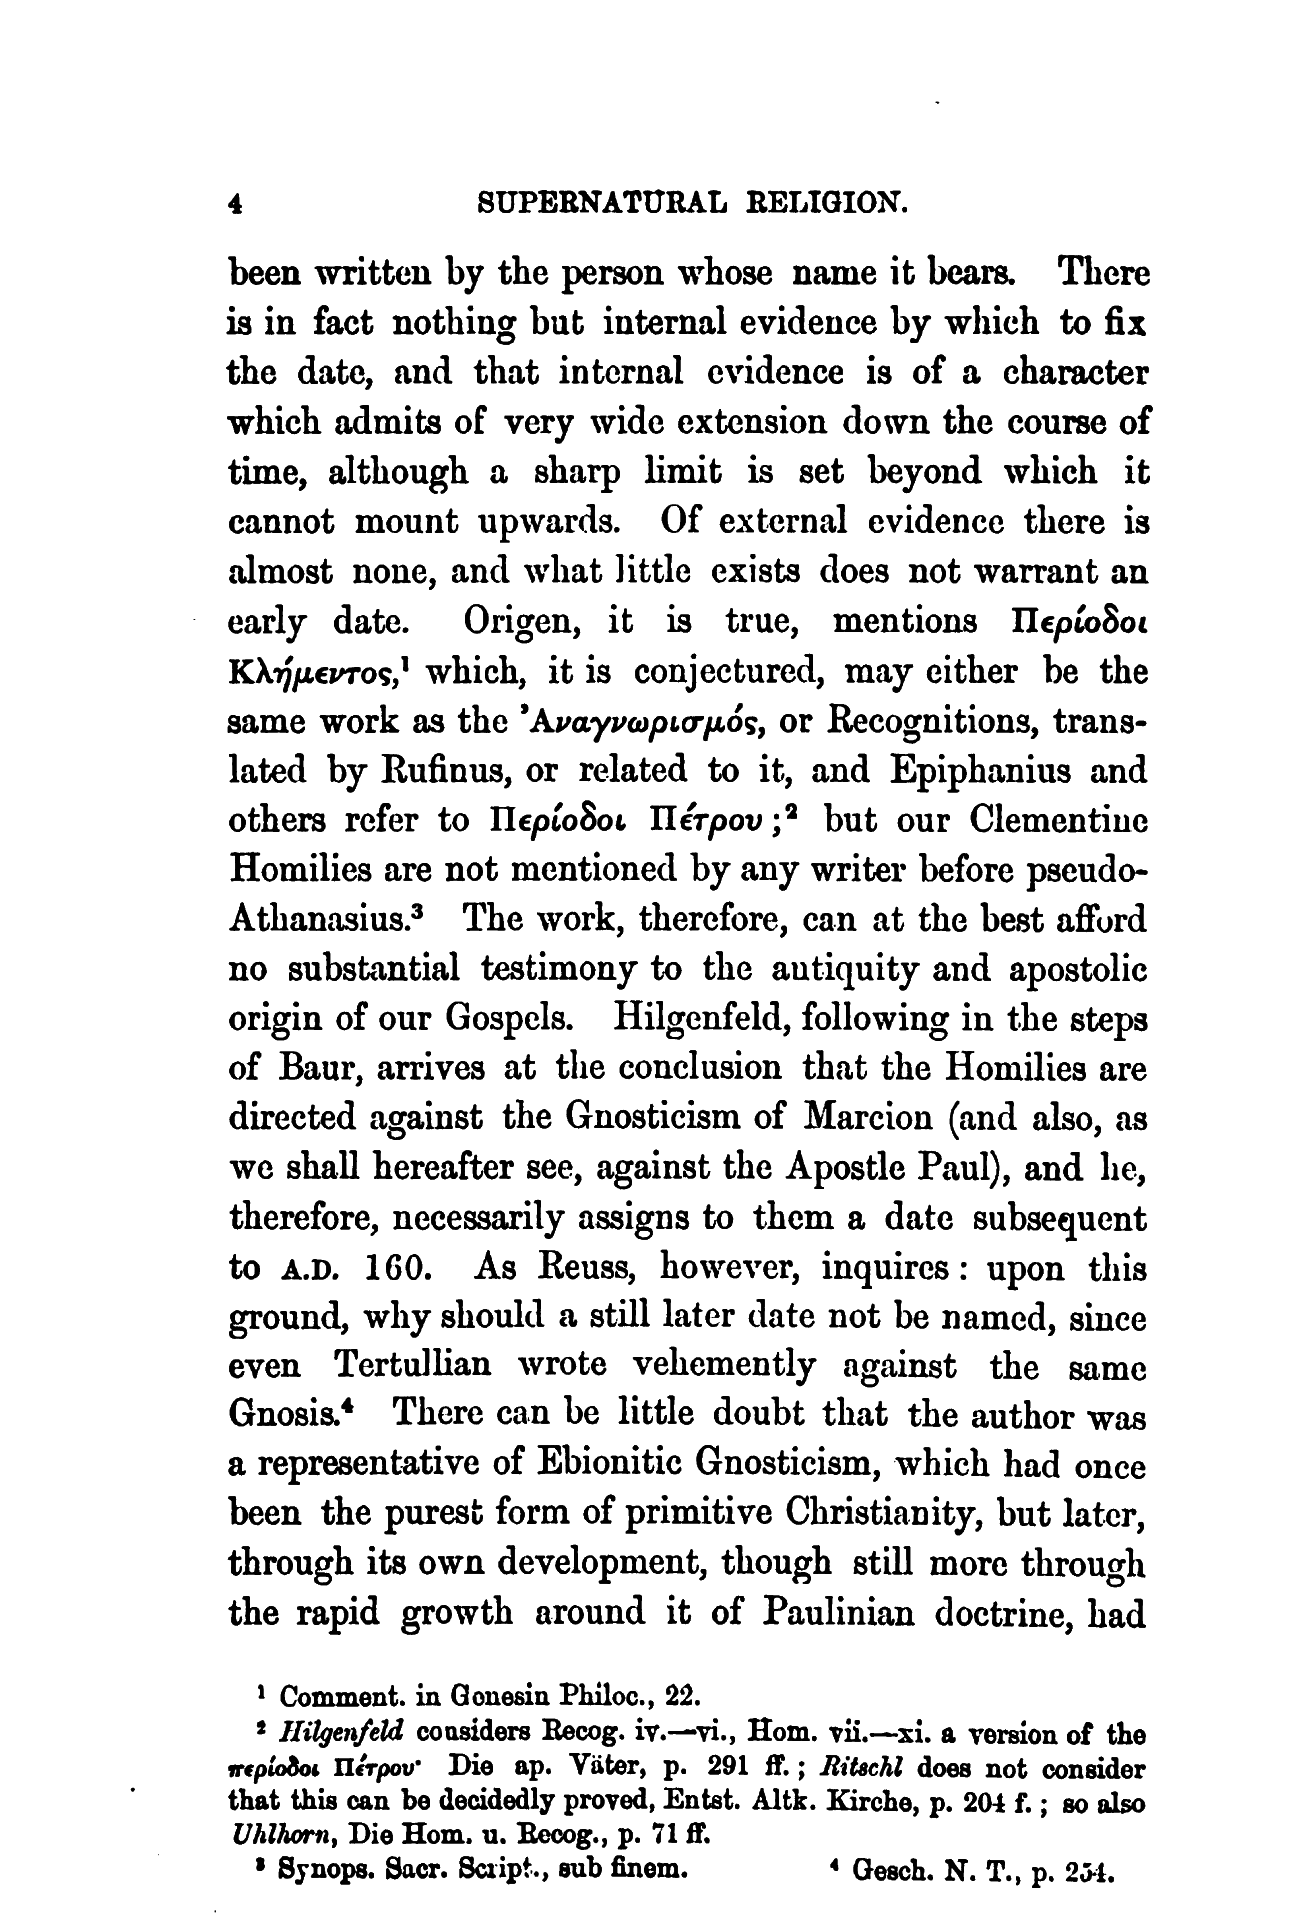 4 SUPERNATURAL RELIGION.
been written by the person whose name it bears. There
is in fact nothing but internal evidence by which to fix
the date, and that internal evidence is of a character
which admits of very wide extension down the course of
time, although a sharp limit is set beyond which it
cannot mount upwards. Of external evidence there is
almost none, and what little exists does not warrant an
early date. Origen, it is true, mentions Περίοδοι
Κλήμεντος,¹ which, it is conjectured, may either be the
same work as the Ἀναγνωρισμός, or Recognitions, trans-
lated by Rufinus, or related to it, and Epiphanius and
others refer to Περίοδοι Πέτρου;² but our Clementine
Homilies are not mentioned by any writer before pseudo-
Athanasius.³ The work, therefore, can at the best afford
no substantial testimony to the antiquity and apostolic
origin of our Gospels. Hilgenfeld, following in the steps
of Baur, arrives at the conclusion that the Homilies are
directed against the Gnosticism of Marcion (and also, as
we shall hereafter see, against the Apostle Paul), and he,
therefore, necessarily assigns to them a date subsequent
to A.D. 160. As Reuss, however, inquires: upon this
ground, why should a still later date not be named, since
even Tertullian wrote vehemently against the same
Gnosis.⁴ There can be little doubt that the author was
a representative of Ebionitic Gnosticism, which had once
been the purest form of primitive Christianity, but later,
through its own development, though still more through
the rapid growth around it of Paulinian doctrine, had
¹ Comment. in Genesin Philoc., 22.
² Hilgenfeld considers Recog. iv.—vi., Hom. vii.—xi. a version of the
περίοδοι Πέτρου· Die ap. Väter, p. 291 ff.; Ritschl does not consider
that this can be decidedly proved, Entst. Altk. Kirche, p. 204 f.; so also
Uhlhorn, Die Hom. u. Recog., p. 71 ff.
³ Synops. Sacr. Script., sub finem. ⁴ Gesch. N. T., p. 254.